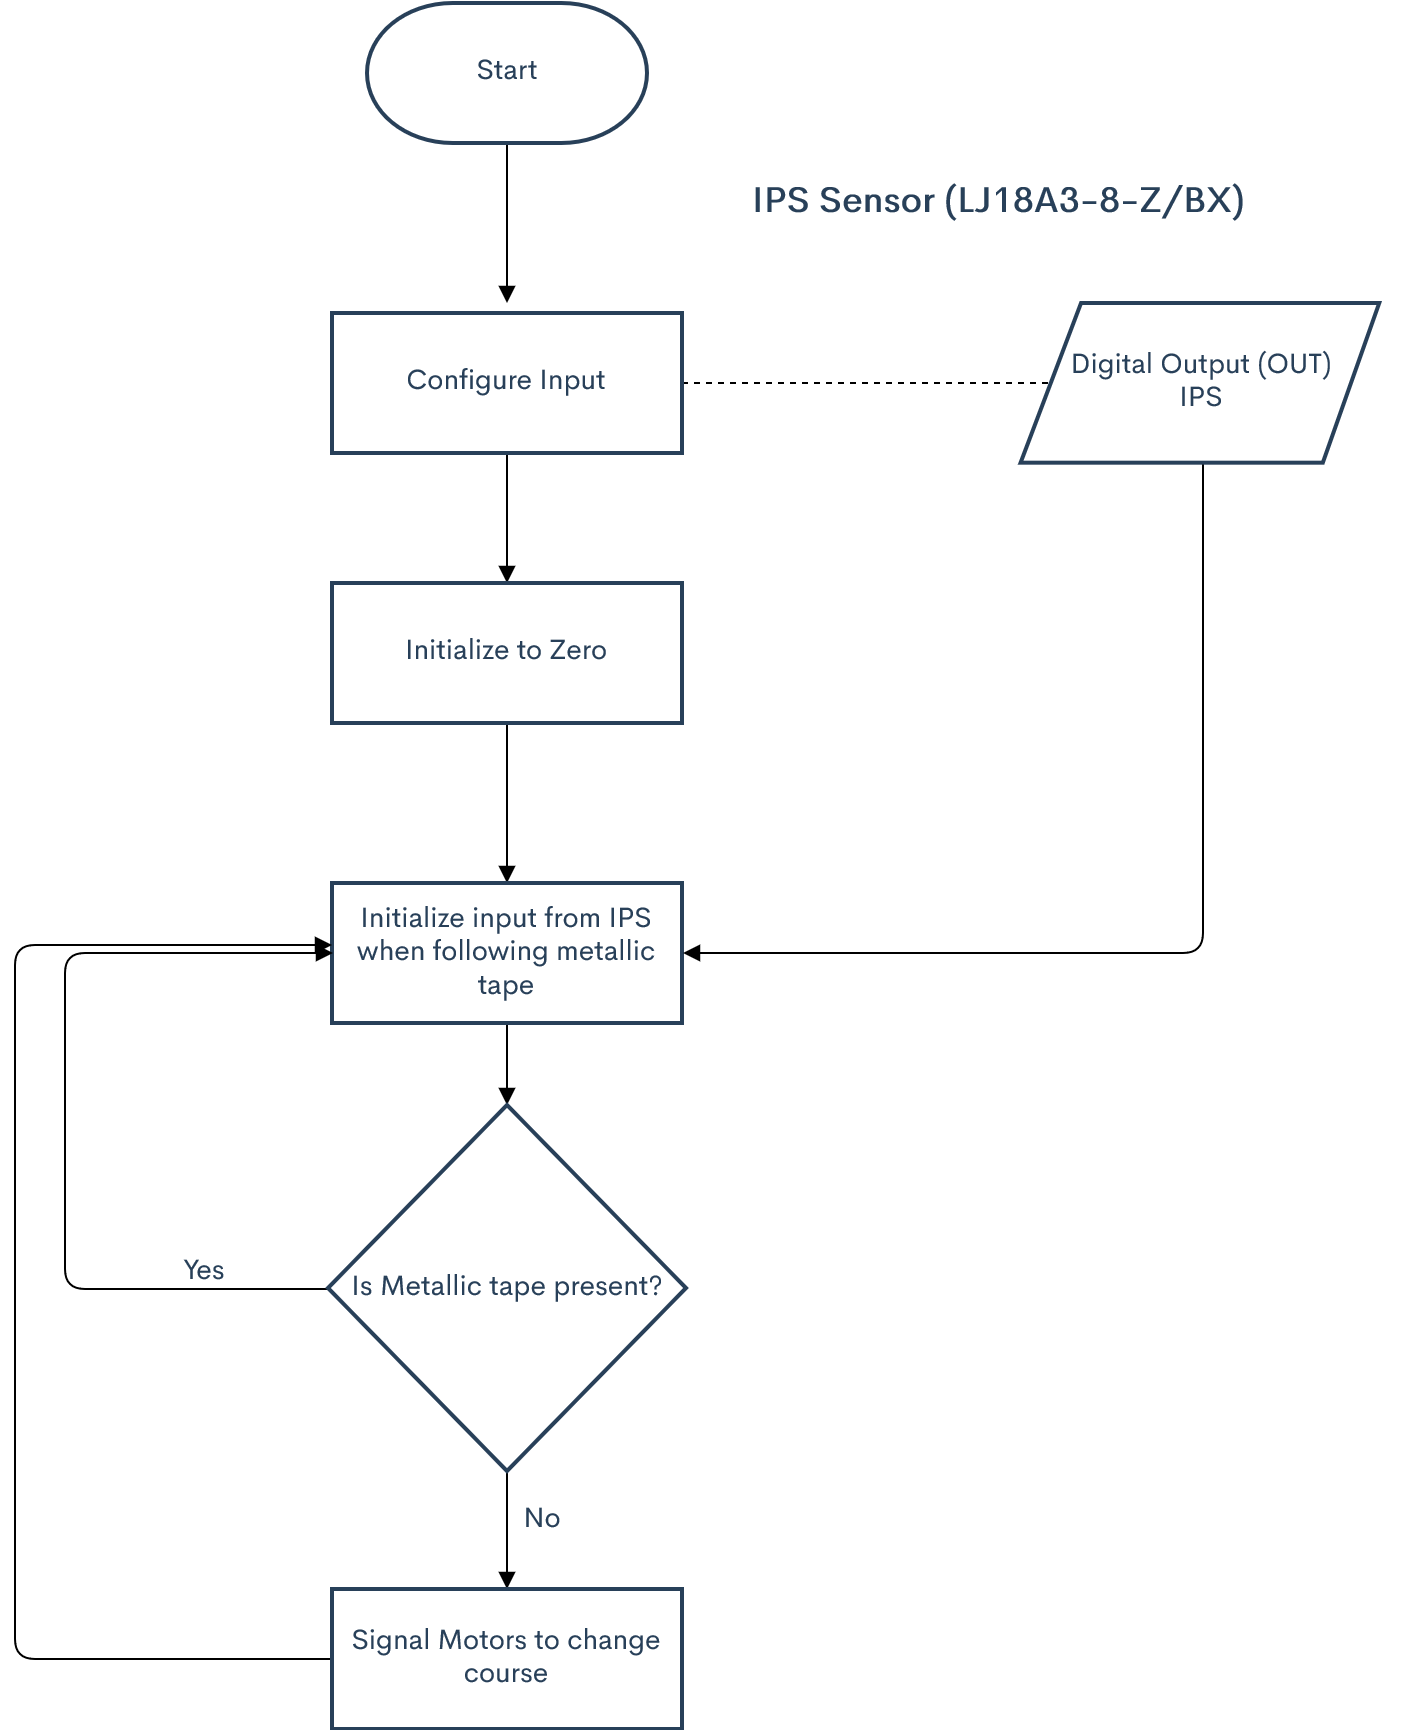 Start
IPS Sensor (LJ18A3-8-Z/BX)
Configure Input
Digital Output (OUT)
IPS
Initialize to Zero
Initialize input from IPS
when following metallic
tape
Yes
Is Metallic tape present?
No
Signal Motors to change
course